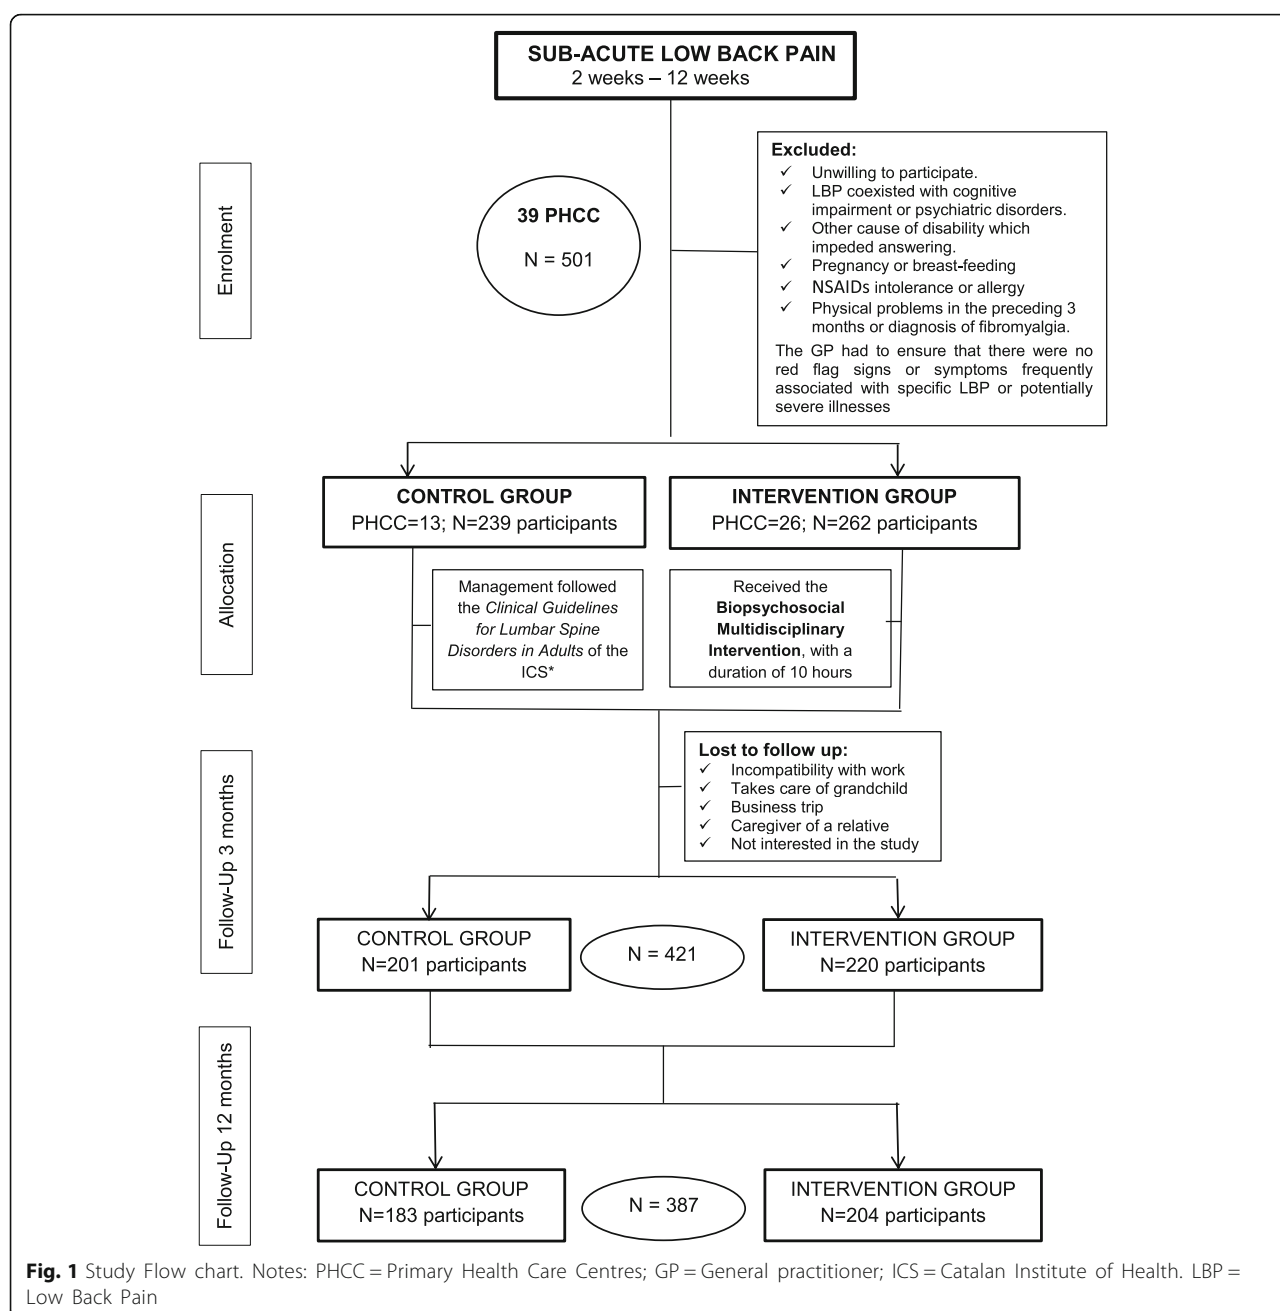 SUB-ACUTE LOW BACK PAIN
2 weeks – 12 weeks
Enrolment
39 PHCC
N = 501
Excluded:
✓ Unwilling to participate.
✓ LBP coexisted with cognitive
impairment or psychiatric disorders.
✓ Other cause of disability which
impeded answering.
✓ Pregnancy or breast-feeding
✓ NSAIDs intolerance or allergy
✓ Physical problems in the preceding 3
months or diagnosis of fibromyalgia.
The GP had to ensure that there were no
red flag signs or symptoms frequently
associated with specific LBP or potentially
severe illnesses
Allocation
CONTROL GROUP
PHCC=13; N=239 participants
INTERVENTION GROUP
PHCC=26; N=262 participants
Management followed
the Clinical Guidelines
for Lumbar Spine
Disorders in Adults of the
ICS*
Received the
Biopsychosocial
Multidisciplinary
Intervention, with a
duration of 10 hours
Follow-Up 3 months
Lost to follow up:
✓ Incompatibility with work
✓ Takes care of grandchild
✓ Business trip
✓ Caregiver of a relative
✓ Not interested in the study
CONTROL GROUP
N=201 participants
N = 421
INTERVENTION GROUP
N=220 participants
Follow-Up 12 months
CONTROL GROUP
N=183 participants
N = 387
INTERVENTION GROUP
N=204 participants
Fig. 1 Study Flow chart. Notes: PHCC = Primary Health Care Centres; GP = General practitioner; ICS = Catalan Institute of Health. LBP =
Low Back Pain